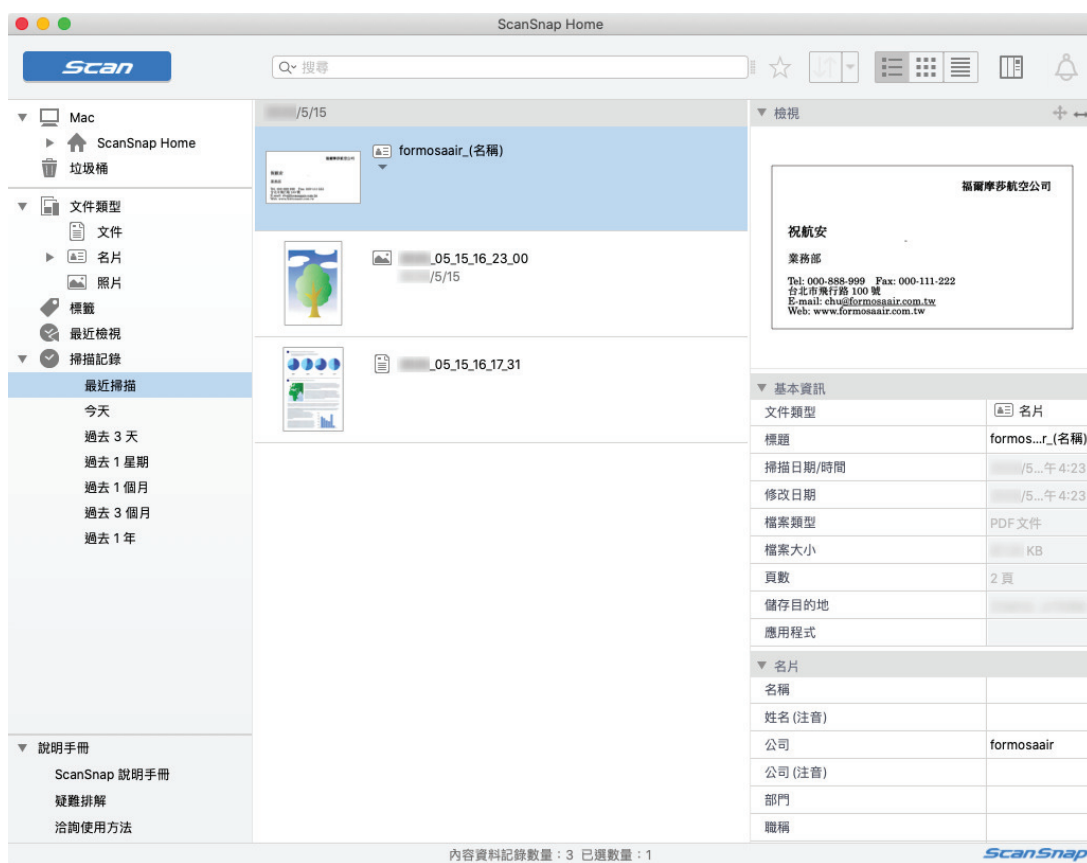 ScanSnap Home
Scan
搜尋
Mac
ScanSnap Home
垃圾桶
文件類型
文件
名片
照片
標籤
最近檢視
掃描記錄
最近掃描
今天
過去 3 天
過去 1 星期
過去 1 個月
過去 3 個月
過去 1 年
說明手冊
ScanSnap 說明手冊
疑難排解
洽詢使用方法
/5/15
formosaair_(名稱)
_05_15_16_23_00
/5/15
_05_15_16_17_31
檢視
福爾摩莎航空公司
祝航安
業務部
Tel: 000-888-999 Fax: 000-111-222
台北市飛行路 100 號
E-mail: chu@formosaair.com.tw
Web: www.formosaair.com.tw
基本資訊
文件類型 名片
標題 formos...r_(名稱)
掃描日期/時間 /5...午 4:23
修改日期 /5...午 4:23
檔案類型 PDF 文件
檔案大小 KB
頁數 2 頁
儲存目的地
應用程式
名片
名稱
姓名 (注音)
公司 formosaair
公司 (注音)
部門
職稱
內容資料記錄數量：3 已選數量：1
ScanSnap